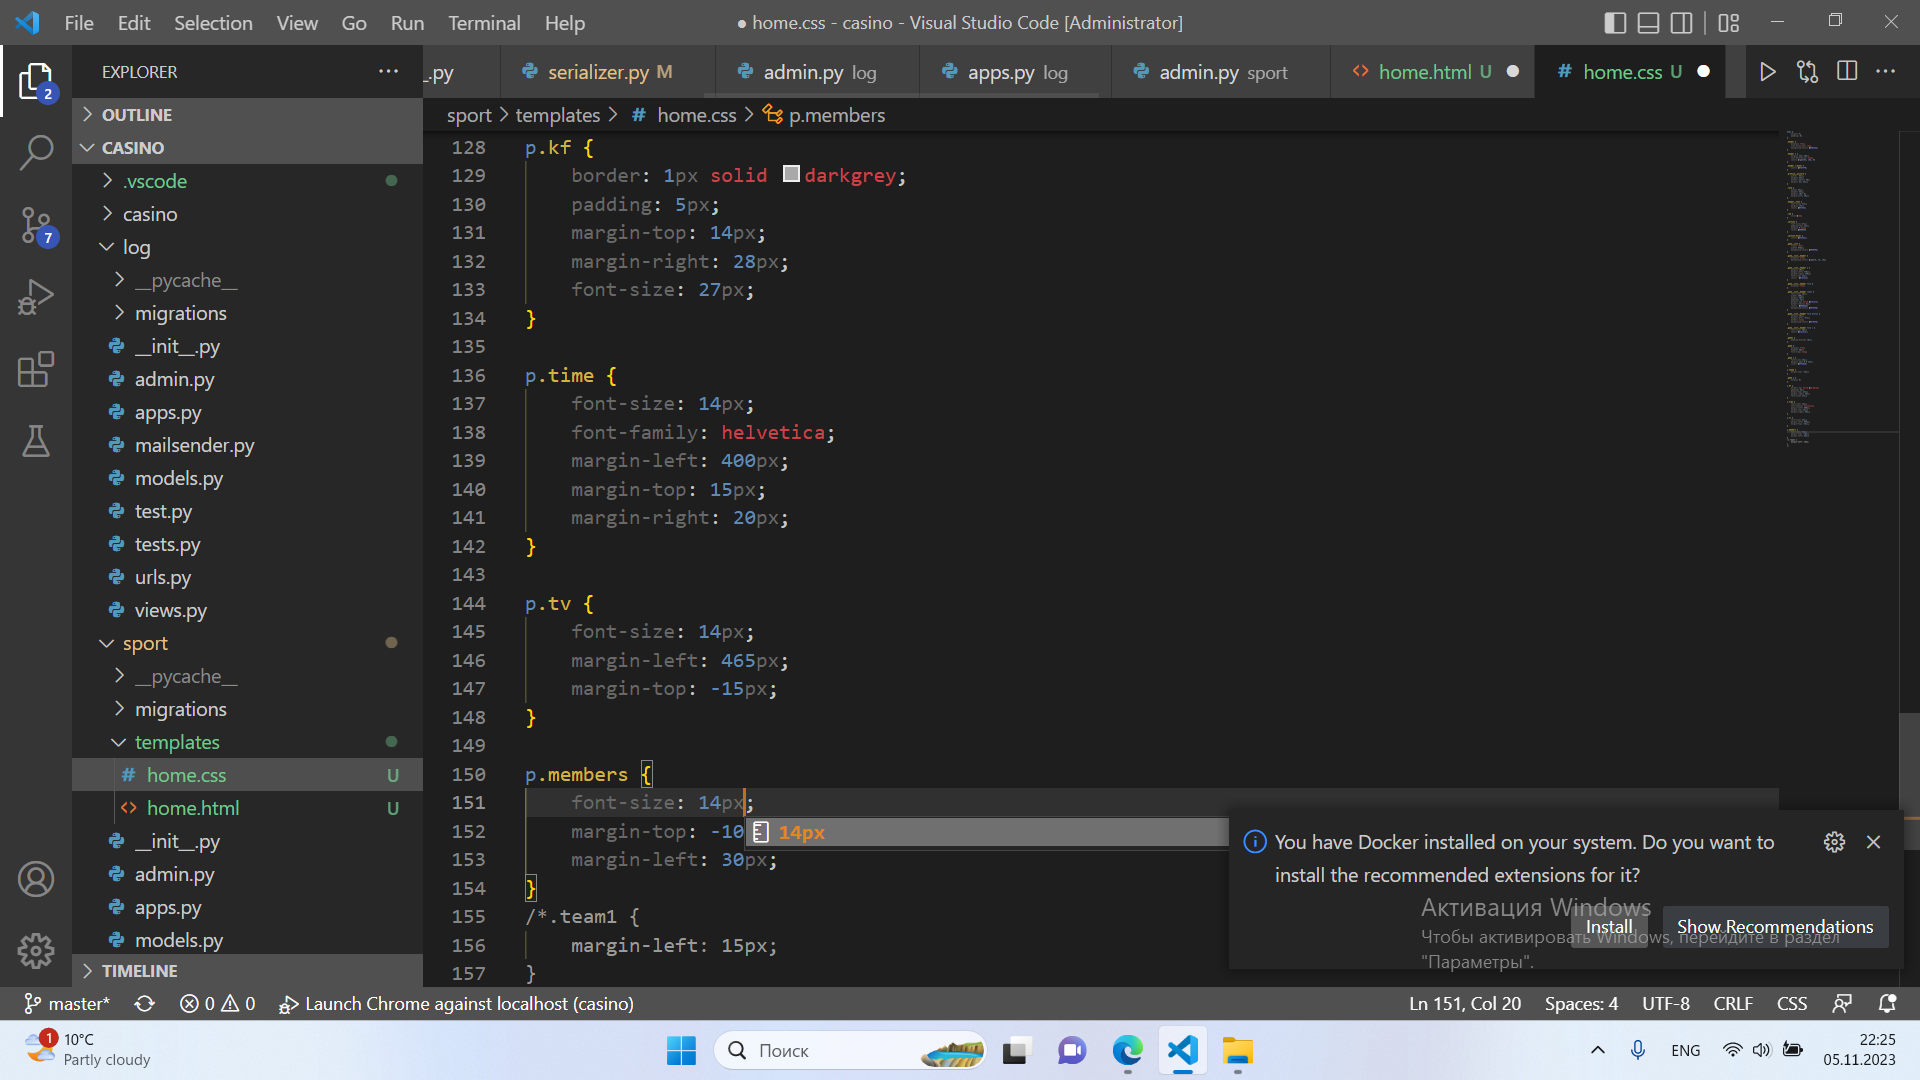 File Edit Selection View Go Run Terminal Help
● home.css - casino - Visual Studio Code [Administrator]
EXPLORER
_.py
serializer.py M
admin.py log
apps.py log
admin.py sport
home.html U
# home.css U
2
OUTLINE
CASINO
.vscode
casino
log
__pycache__
migrations
__init__.py
admin.py
apps.py
mailsender.py
models.py
test.py
tests.py
urls.py
views.py
sport
__pycache__
migrations
templates
# home.css U
home.html U
__init__.py
admin.py
apps.py
models.py
TIMELINE
7
sport > templates > # home.css > p.members
128 p.kf {
129 border: 1px solid darkgrey;
130 padding: 5px;
131 margin-top: 14px;
132 margin-right: 28px;
133 font-size: 27px;
134 }
135
136 p.time {
137 font-size: 14px;
138 font-family: helvetica;
139 margin-left: 400px;
140 margin-top: 15px;
141 margin-right: 20px;
142 }
143
144 p.tv {
145 font-size: 14px;
146 margin-left: 465px;
147 margin-top: -15px;
148 }
149
150 p.members {
151 font-size: 14px;
152 margin-top: -10
14px
153 margin-left: 30px;
154 }
155 /*.team1 {
156 margin-left: 15px;
157 }
You have Docker installed on your system. Do you want to
install the recommended extensions for it?
Install
Show Recommendations
Активация Windows
Чтобы активировать Windows, перейдите в раздел
"Параметры".
master* 0 0 Launch Chrome against localhost (casino)
Ln 151, Col 20 Spaces: 4 UTF-8 CRLF CSS
1
10°C
Partly cloudy
Поиск
ENG
22:25
05.11.2023